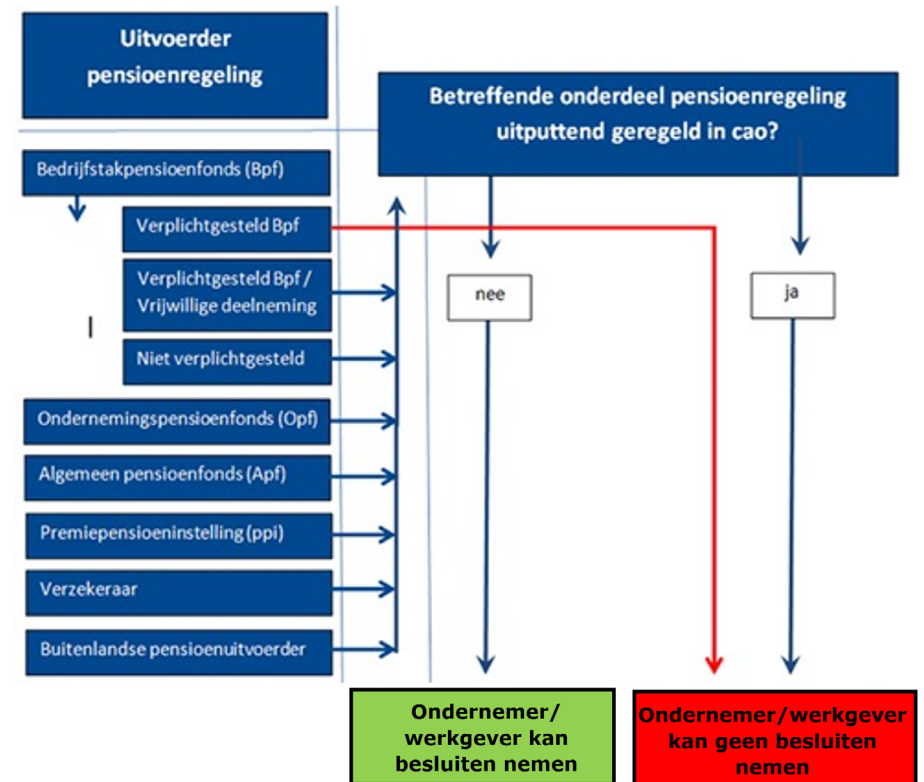 Uitvoerder
pensioenregeling
Betreffende onderdeel pensioenregeling
uitputtend geregeld in cao?
Bedrijfstakpensioenfonds (Bpf)
Verplichtgesteld Bpf
Verplichtgesteld Bpf /
Vrijwillige deelneming
Niet verplichtgesteld
Ondernemingspensioenfonds (Opf)
Algemeen pensioenfonds (Apf)
Premiepensioeninstelling (ppi)
Verzekeraar
Buitenlandse pensioenuitvoerder
nee
ja
Ondernemer/
werkgever kan
besluiten nemen
Ondernemer/werkgever
kan geen besluiten
nemen